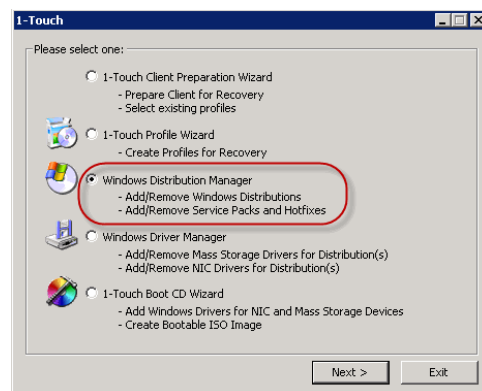 1-Touch
Please select one:
1-Touch Client Preparation Wizard
- Prepare Client for Recovery
- Select existing profiles
1-Touch Profile Wizard
- Create Profiles for Recovery
Windows Distribution Manager
- Add/Remove Windows Distributions
- Add/Remove Service Packs and Hotfixes
Windows Driver Manager
- Add/Remove Mass Storage Drivers for Distribution(s)
- Add/Remove NIC Drivers for Distribution(s)
1-Touch Boot CD Wizard
- Add Windows Drivers for NIC and Mass Storage Devices
- Create Bootable ISO Image
Next >
Exit